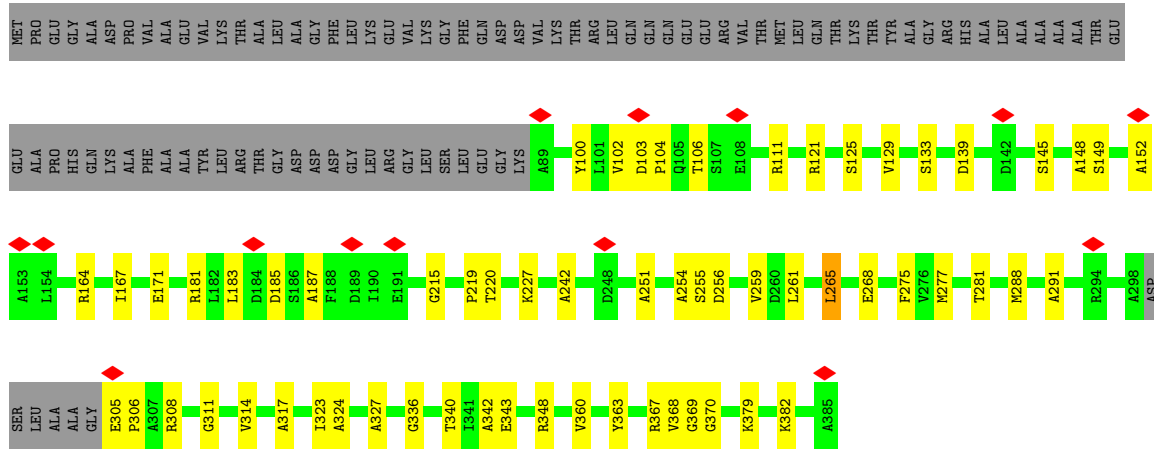 MET PRO GLU GLY ALA ASP PRO VAL ALA GLU VAL LYS THR ALA LEU ALA GLY PHE LEU LYS GLU VAL LYS GLY PHE GLN ASP ASP VAL LYS THR ARG LEU GLN GLN GLN GLU GLU ARG VAL THR MET LEU GLN THR LYS THR TYR ALA GLY ARG HIS ALA LEU ALA ALA ALA ALA THR GLU
GLU ALA PRO HIS GLN LYS ALA PHE ALA ALA TYR LEU ARG THR GLY ASP ASP ASP GLY LEU ARG GLY LEU SER LEU GLU GLY LYS A89 Y100 L101 V102 D103 P104 Q105 T106 S107 E108 R111 R121 S125 V129 S133 D139 D142 S145 A148 S149 A152
A153 L154 R164 I167 E171 R181 L182 L183 D184 D185 S186 A187 F188 D189 I190 E191 G215 P219 T220 K227 A242 D248 A251 A254 S255 D256 V259 D260 L261 L265 E268 F275 V276 M277 T281 M288 A291 R294 A298 ASP
SER LEU ALA ALA GLY E305 P306 A307 R308 G311 V314 A317 I323 A324 A327 G336 T340 I341 A342 E343 R348 V360 Y363 R367 V368 G369 G370 K379 K382 A385